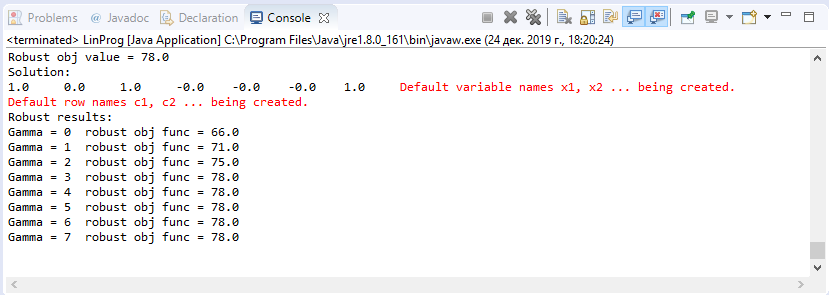 Problems @ Javadoc Declaration Console
<terminated> LinProg [Java Application] C:\Program Files\Java\jre1.8.0_161\bin\javaw.exe (24 дек. 2019 г., 18:20:24)
Robust obj value = 78.0
Solution:
1.0 0.0 1.0 -0.0 -0.0 -0.0 1.0 Default variable names x1, x2 ... being created.
Default row names c1, c2 ... being created.
Robust results:
Gamma = 0 robust obj func = 66.0
Gamma = 1 robust obj func = 71.0
Gamma = 2 robust obj func = 75.0
Gamma = 3 robust obj func = 78.0
Gamma = 4 robust obj func = 78.0
Gamma = 5 robust obj func = 78.0
Gamma = 6 robust obj func = 78.0
Gamma = 7 robust obj func = 78.0